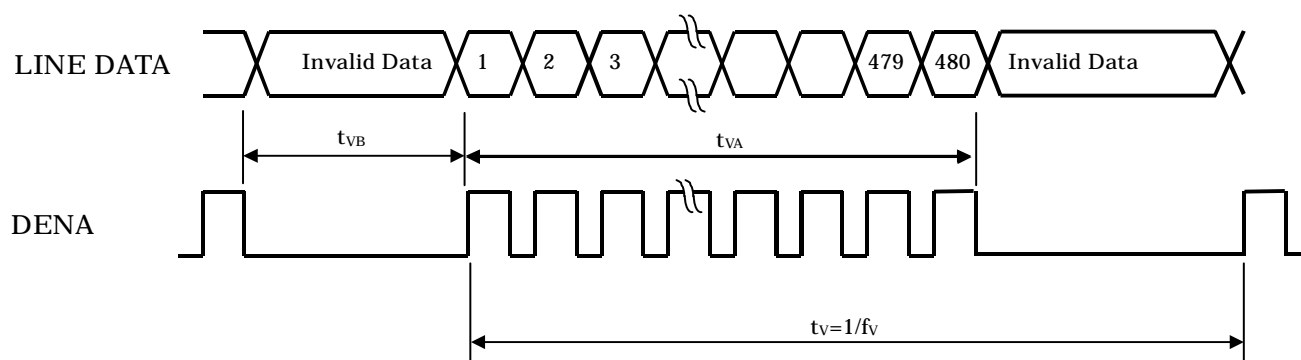 LINE DATA Invalid Data 1 2 3 479 480 Invalid Data
tVB tVA
DENA
tV=1/fV